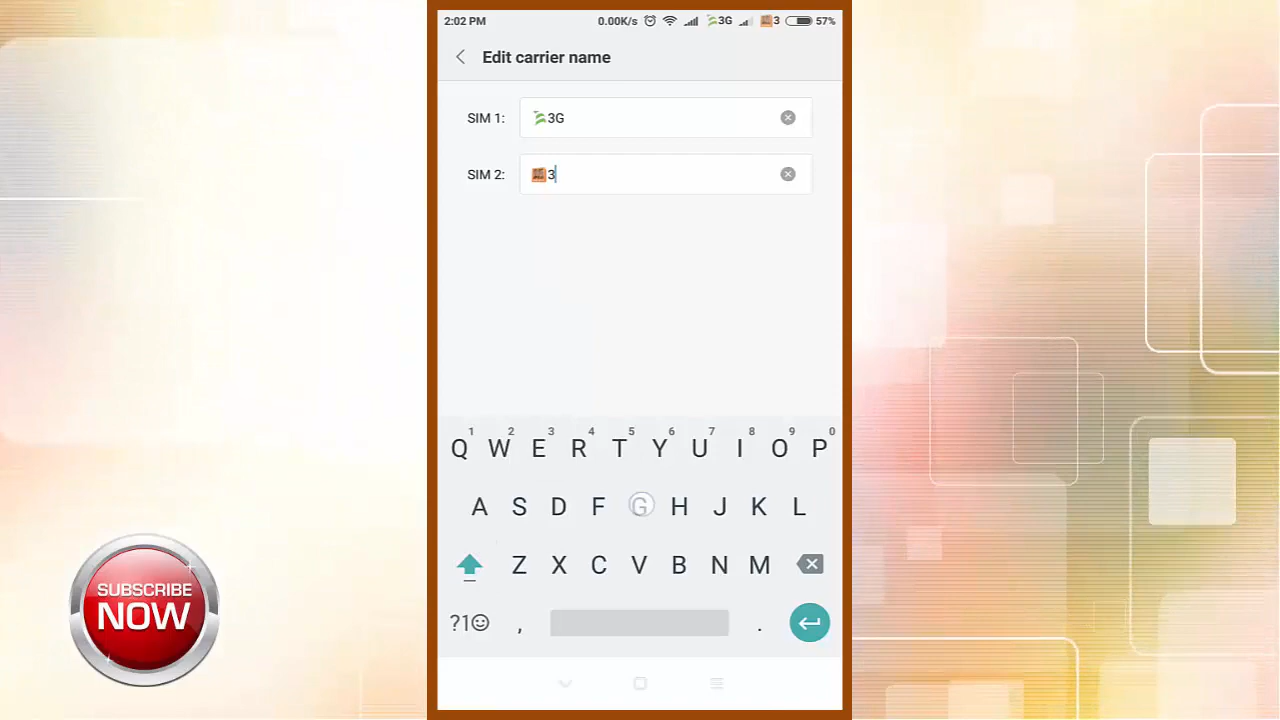 2:02 PM 0.00K/s 3G 3 57%
Edit carrier name
SIM 1: 3G
SIM 2: 3
1 2 3 4 5 6 7 8 9 0
Q W E R T Y U I O P
A S D F G H J K L
Z X C V B N M
?1☺ , .
SUBSCRIBE
NOW